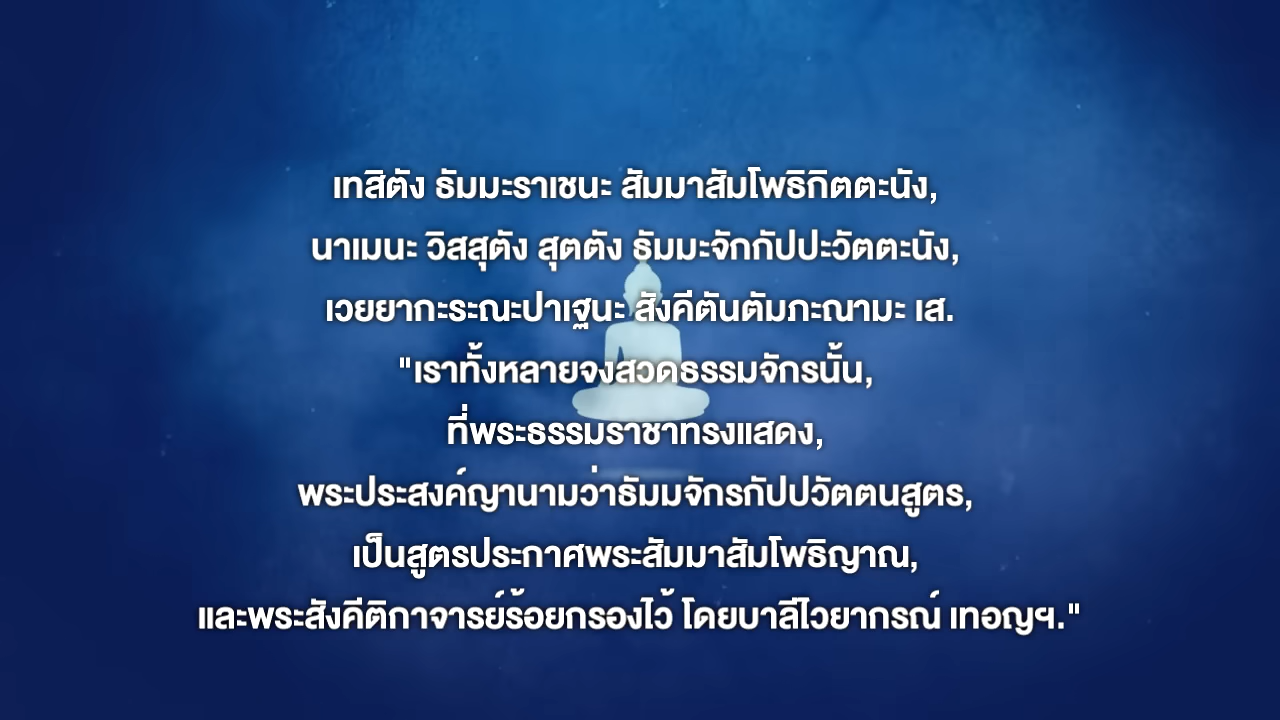 เทสิตัง ธัมมะราเชนะ สัมมาสัมโพธิกิตตะนัง,
นาเมนะ วิสสุตัง สุตตัง ธัมมะจักกัปปะวัตตะนัง,
เวยยากะระณะปาเฐนะ สังคีตันตัมภะณามะ เส.
"เราทั้งหลายจงสวดธรรมจักรนั้น,
ที่พระธรรมราชาทรงแสดง,
พระประสงค์ญานามว่าธัมมจักรกัปปวัตตนสูตร,
เป็นสูตรประกาศพระสัมมาสัมโพธิญาณ,
และพระสังคีติกาจารย์ร้อยกรองไว้ โดยบาลีไวยากรณ์ เทอญฯ."